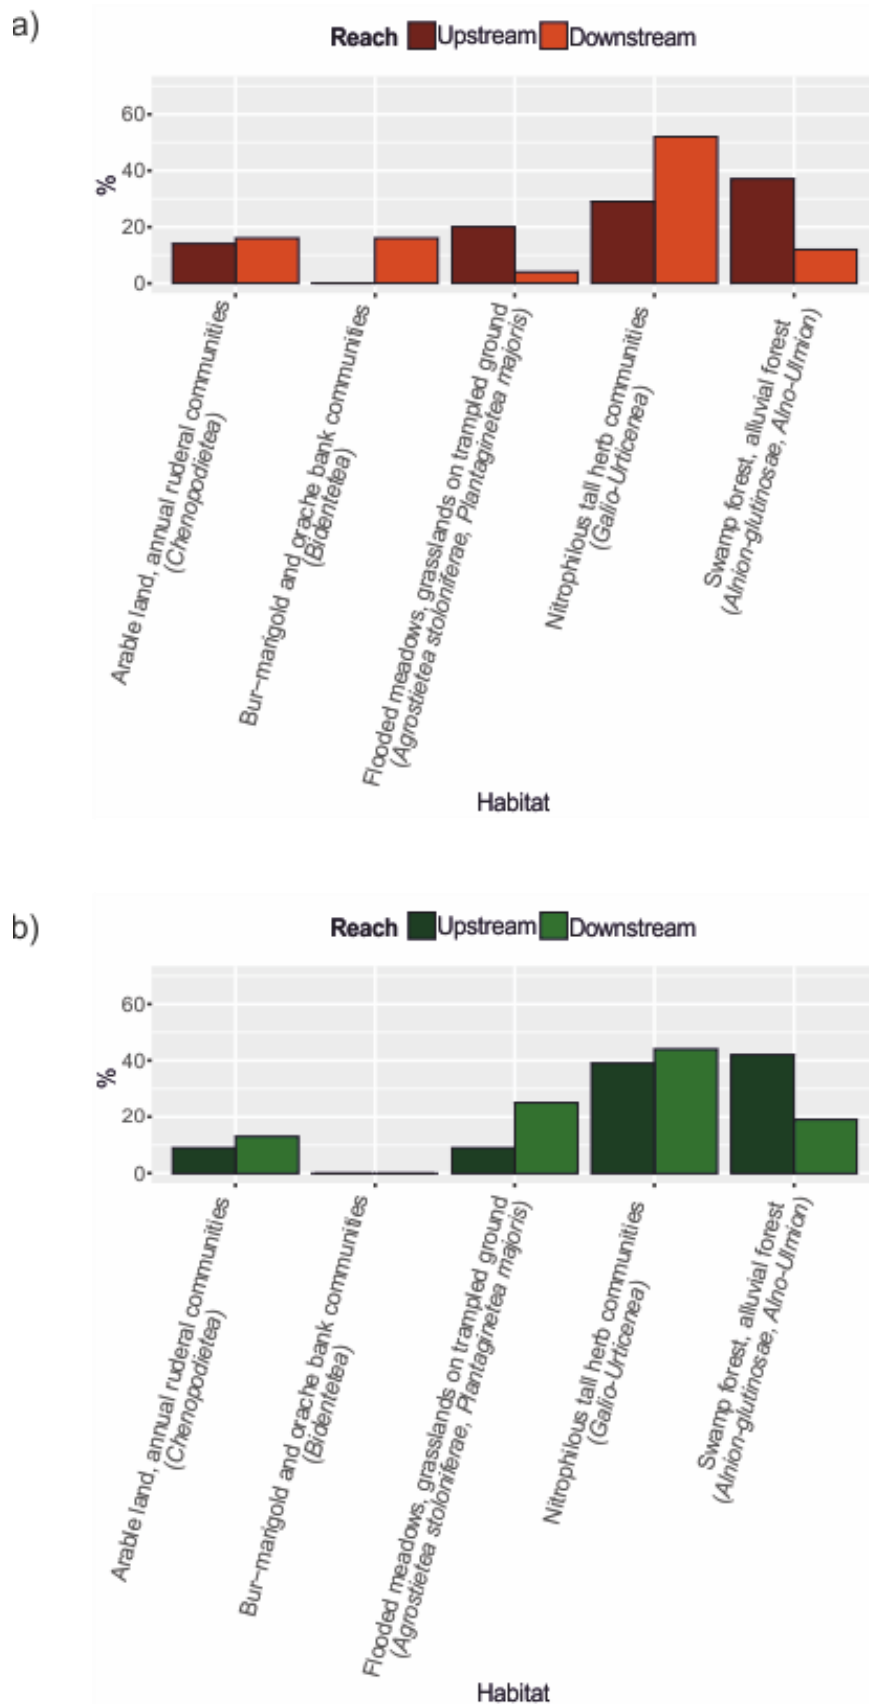 a)
Reach Upstream Downstream
60
40
20
0
%
Arable land, annual ruderal communities
(Chenopodietea)
Bur-marigold and orache bank communities
(Bidentetea)
Flooded meadows, grasslands on trampled ground
(Agrostietea stoloniferae, Plantaginetea majoris)
Nitrophilous tall herb communities
(Galio-Urticenea)
Swamp forest, alluvial forest
(Alnion-glutinosae, Alno-Ulmion)
Habitat
b)
Reach Upstream Downstream
60
40
20
0
%
Arable land, annual ruderal communities
(Chenopodietea)
Bur-marigold and orache bank communities
(Bidentetea)
Flooded meadows, grasslands on trampled ground
(Agrostietea stoloniferae, Plantaginetea majoris)
Nitrophilous tall herb communities
(Galio-Urticenea)
Swamp forest, alluvial forest
(Alnion-glutinosae, Alno-Ulmion)
Habitat